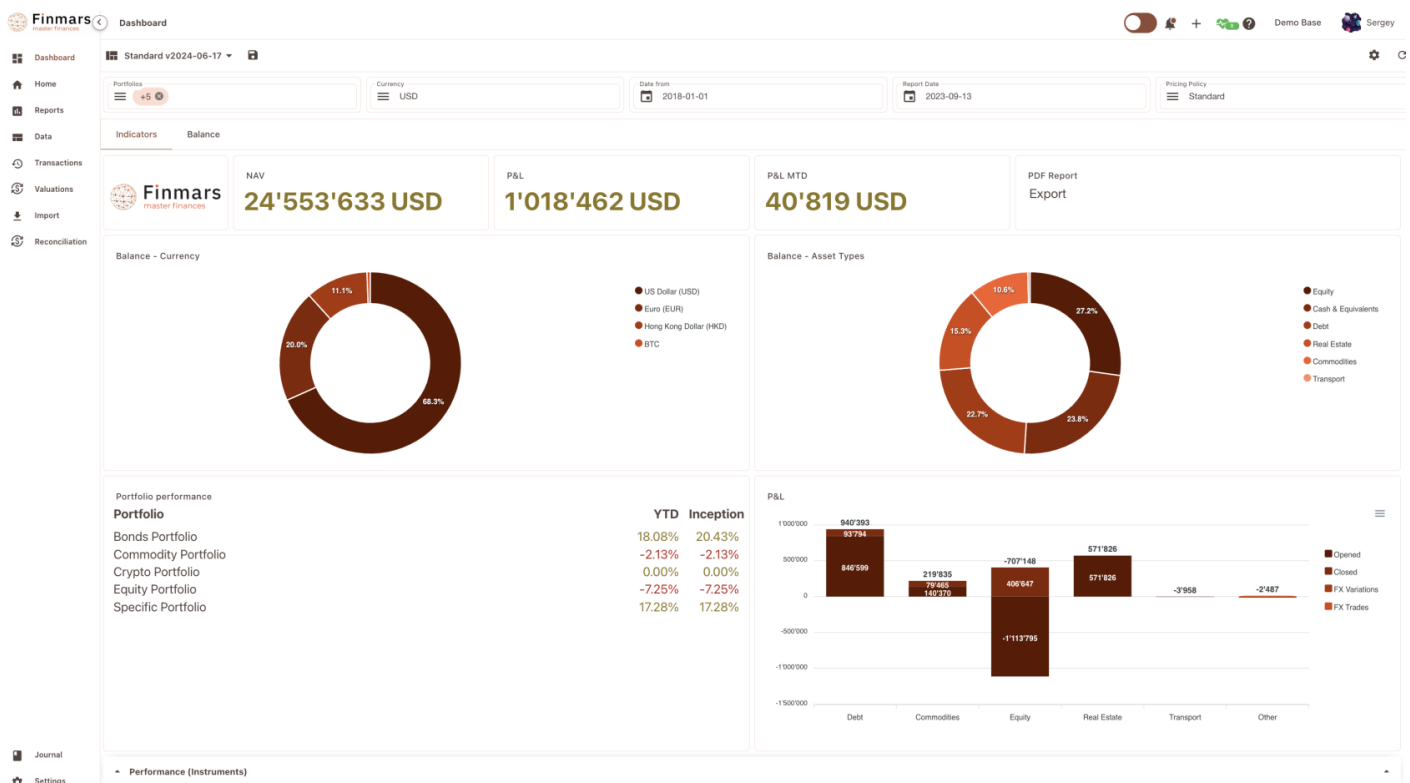 Finmars
master finances
Dashboard
Demo Base
Sergey
Dashboard
Home
Reports
Data
Transactions
Valuations
Import
Reconciliation
Journal
Settings
Standard v2024-06-17
Portfolios
+5
Currency
USD
Date from
2018-01-01
Report Date
2023-09-13
Pricing Policy
Standard
Indicators
Balance
Finmars
master finances
NAV
24'553'633 USD
P&L
1'018'462 USD
P&L MTD
40'819 USD
PDF Report
Export
Balance - Currency
11.1%
20.0%
68.3%
US Dollar (USD)
Euro (EUR)
Hong Kong Dollar (HKD)
BTC
Balance - Asset Types
10.6%
27.2%
15.3%
22.7%
23.8%
Equity
Cash & Equivalents
Debt
Real Estate
Commodities
Transport
Portfolio performance
Portfolio YTD Inception
Bonds Portfolio 18.08% 20.43%
Commodity Portfolio -2.13% -2.13%
Crypto Portfolio 0.00% 0.00%
Equity Portfolio -7.25% -7.25%
Specific Portfolio 17.28% 17.28%
P&L
1'000'000
500'000
0
-500'000
-1'000'000
-1'500'000
940'393
93'794
846'599
219'835
79'465
140'370
-707'148
406'647
-1'113'795
571'826
571'826
-3'958
-2'487
Debt
Commodities
Equity
Real Estate
Transport
Other
Opened
Closed
FX Variations
FX Trades
Performance (Instruments)